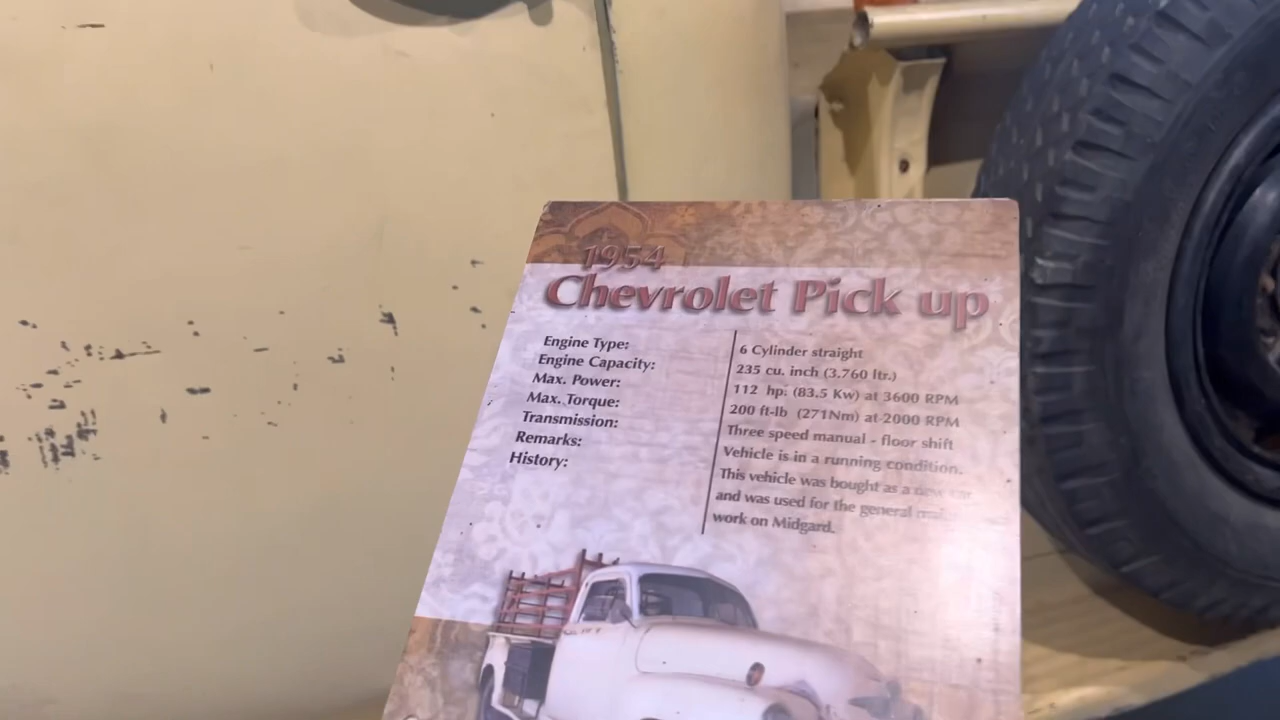 1954
Chevrolet Pick up
Engine Type: 6 Cylinder straight
Engine Capacity: 235 cu. inch (3.760 ltr.)
Max. Power: 112 hp. (83.5 Kw) at 3600 RPM
Max. Torque: 200 ft-lb (271Nm) at 2000 RPM
Transmission: Three speed manual - floor shift
Remarks: Vehicle is in a running condition.
History: This vehicle was bought as a new car
and was used for the general
work on Midgard.